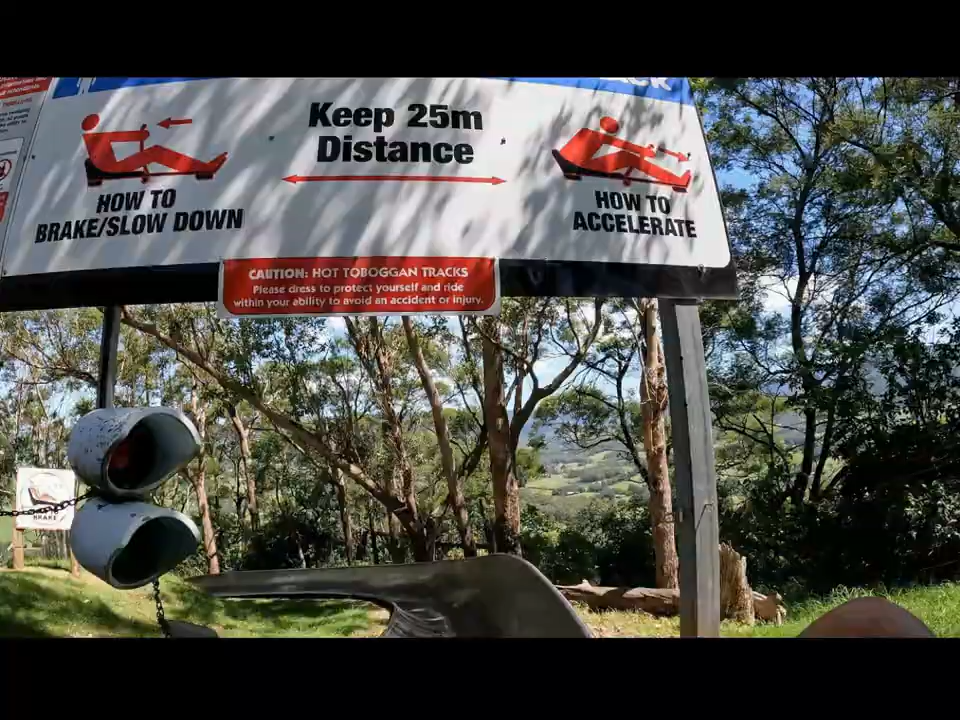 Keep 25m
Distance
HOW TO
BRAKE/SLOW DOWN
HOW TO
ACCELERATE
CAUTION: HOT TOBOGGAN TRACKS
Please dress to protect yourself and ride
within your ability to avoid an accident or injury.
BRAKE